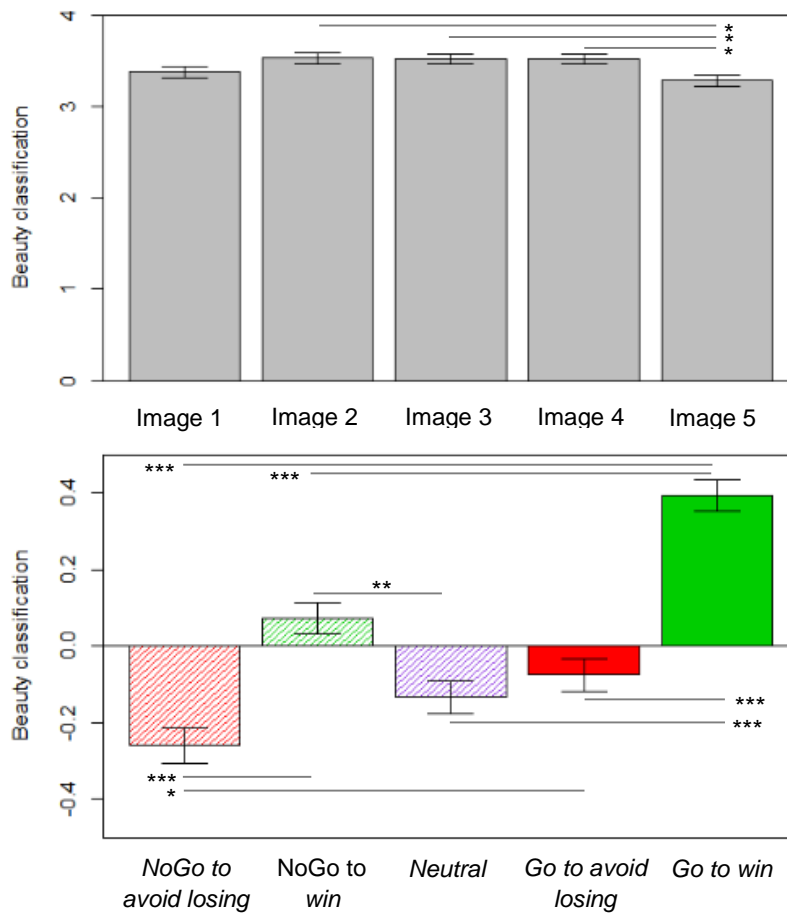 4
3
2
1
0
Beauty classification
*
*
*
Image 1 Image 2 Image 3 Image 4 Image 5
0.4
0.2
0.0
-0.2
-0.4
Beauty classification
*** ***
**
***
***
***
*
NoGo to avoid losing
NoGo to win
Neutral
Go to avoid losing
Go to win